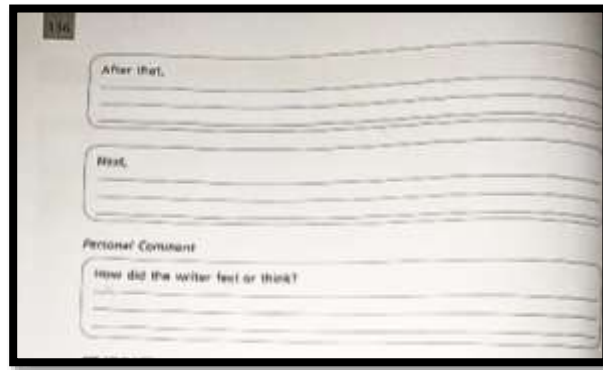 136
After that,
Next,
Personal Comment
How did the writer feel or think?